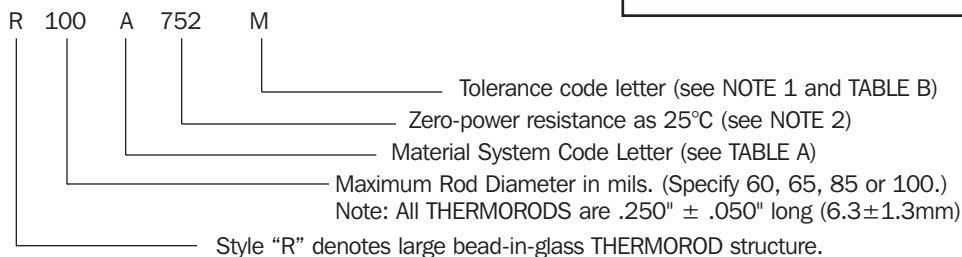 R 100 A 752 M
Tolerance code letter (see NOTE 1 and TABLE B)
Zero-power resistance as 25°C (see NOTE 2)
Material System Code Letter (see TABLE A)
Maximum Rod Diameter in mils. (Specify 60, 65, 85 or 100.)
Note: All THERMORODS are .250" ± .050" long (6.3±1.3mm)
Style “R” denotes large bead-in-glass THERMOROD structure.